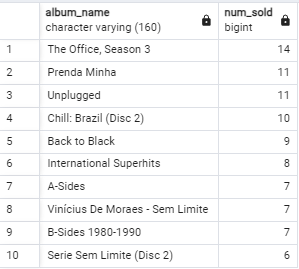 album_name num_sold
character varying (160) bigint
1 The Office, Season 3 14
2 Prenda Minha 11
3 Unplugged 11
4 Chill: Brazil (Disc 2) 10
5 Back to Black 9
6 International Superhits 8
7 A-Sides 7
8 Vinícius De Moraes - Sem Limite 7
9 B-Sides 1980-1990 7
10 Serie Sem Limite (Disc 2) 6